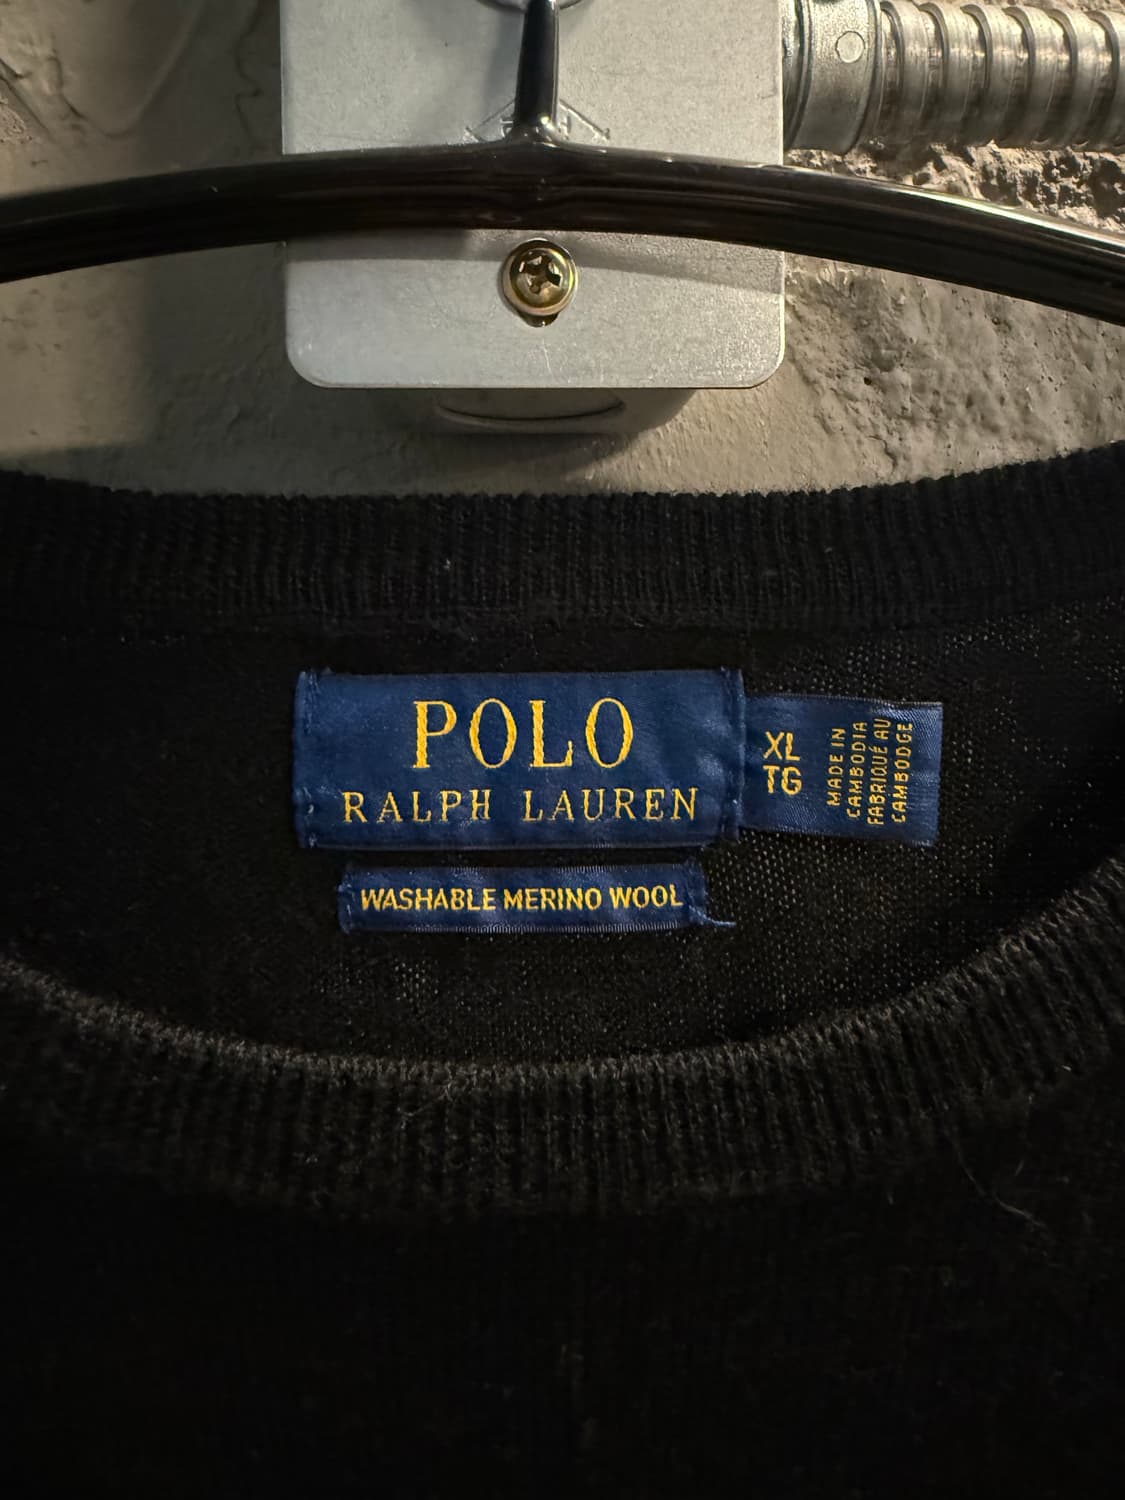 POLO
RALPH LAUREN
XL
TG
MADE IN
CAMBODIA
FABRIQUÉ AU
CAMBODGE
WASHABLE MERINO WOOL